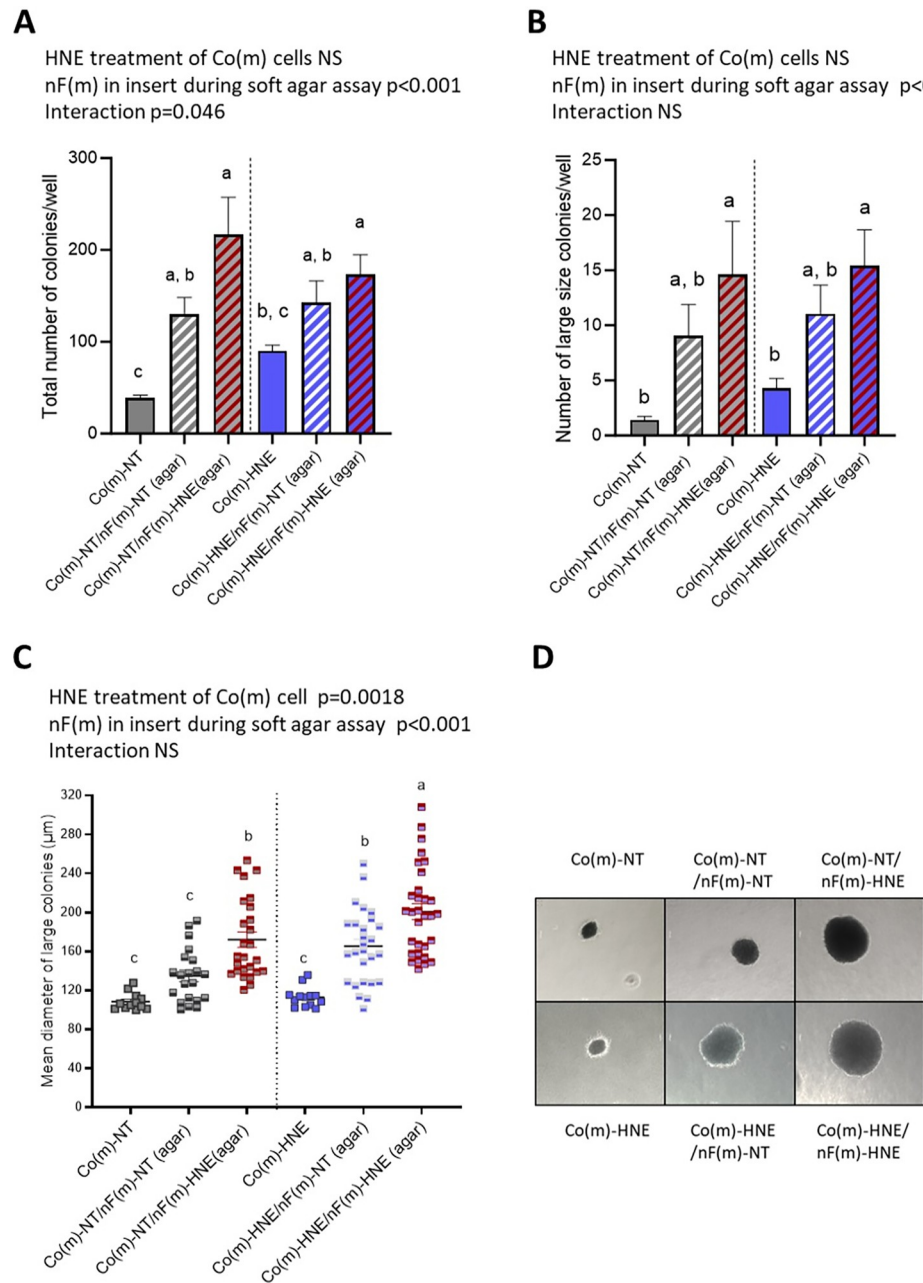 A
HNE treatment of Co(m) cells NS
nF(m) in insert during soft agar assay p<0.001
Interaction p=0.046
Total number of colonies/well
300
200
100
0
c
a, b
a
b, c
a, b
a
Co(m)-NT
Co(m)-NT/nF(m)-NT (agar)
Co(m)-NT/nF(m)-HNE(agar)
Co(m)-HNE
Co(m)-HNE/nF(m)-NT (agar)
Co(m)-HNE/nF(m)-HNE (agar)
B
HNE treatment of Co(m) cells NS
nF(m) in insert during soft agar assay p<
Interaction NS
Number of large size colonies/well
25
20
15
10
5
0
b
a, b
a
b
a, b
a
Co(m)-NT
Co(m)-NT/nF(m)-NT (agar)
Co(m)-NT/nF(m)-HNE(agar)
Co(m)-HNE
Co(m)-HNE/nF(m)-NT (agar)
Co(m)-HNE/nF(m)-HNE (agar)
C
HNE treatment of Co(m) cell p=0.0018
nF(m) in insert during soft agar assay p<0.001
Interaction NS
Mean diameter of large colonies (μm)
320
280
240
200
160
120
80
40
0
c
c
b
c
b
a
Co(m)-NT
Co(m)-NT/nF(m)-NT (agar)
Co(m)-NT/nF(m)-HNE(agar)
Co(m)-HNE
Co(m)-HNE/nF(m)-NT (agar)
Co(m)-HNE/nF(m)-HNE (agar)
D
Co(m)-NT
Co(m)-NT
/nF(m)-NT
Co(m)-NT/
nF(m)-HNE
Co(m)-HNE
Co(m)-HNE
/nF(m)-NT
Co(m)-HNE/
nF(m)-HNE